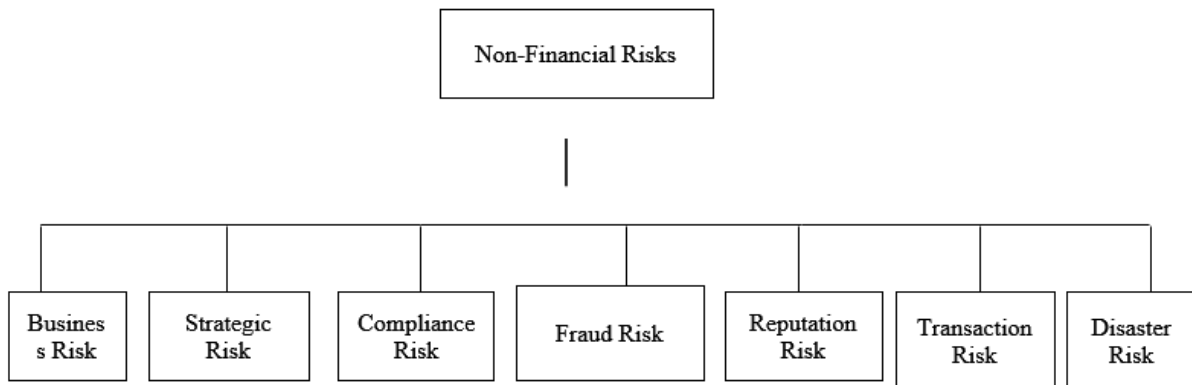 Non-Financial Risks
Busines
s Risk
Strategic
Risk
Compliance
Risk
Fraud Risk
Reputation
Risk
Transaction
Risk
Disaster
Risk